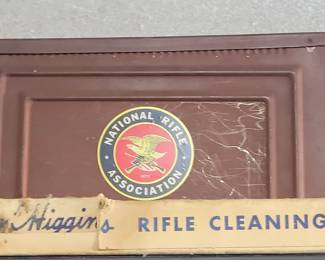 NATIONAL RIFLE
ASSOCIATION
Higgins RIFLE CLEANING